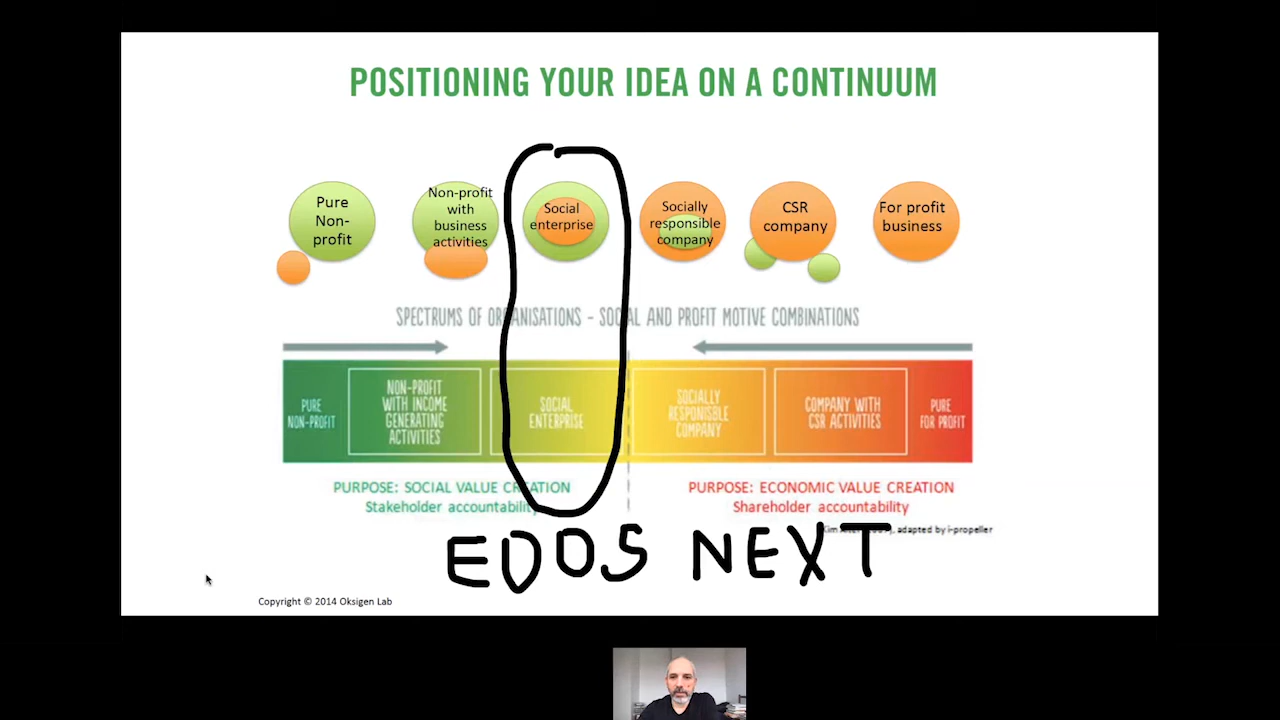 POSITIONING YOUR IDEA ON A CONTINUUM
Pure
Non-
profit
Non-profit
with
business
activities
Social
enterprise
Socially
responsible
company
CSR
company
For profit
business
SPECTRUMS OF ORGANISATIONS - SOCIAL AND PROFIT MOTIVE COMBINATIONS
PURE
NON-PROFIT
NON-PROFIT
WITH INCOME
GENERATING
ACTIVITIES
SOCIAL
ENTERPRISE
SOCIALLY
RESPONSIBLE
COMPANY
COMPANY WITH
CSR ACTIVITIES
PURE
FOR PROFIT
PURPOSE: SOCIAL VALUE CREATION
Stakeholder accountability
PURPOSE: ECONOMIC VALUE CREATION
Shareholder accountability
adapted by i-propeller
EDOS NEXT
Copyright © 2014 Oksigen Lab